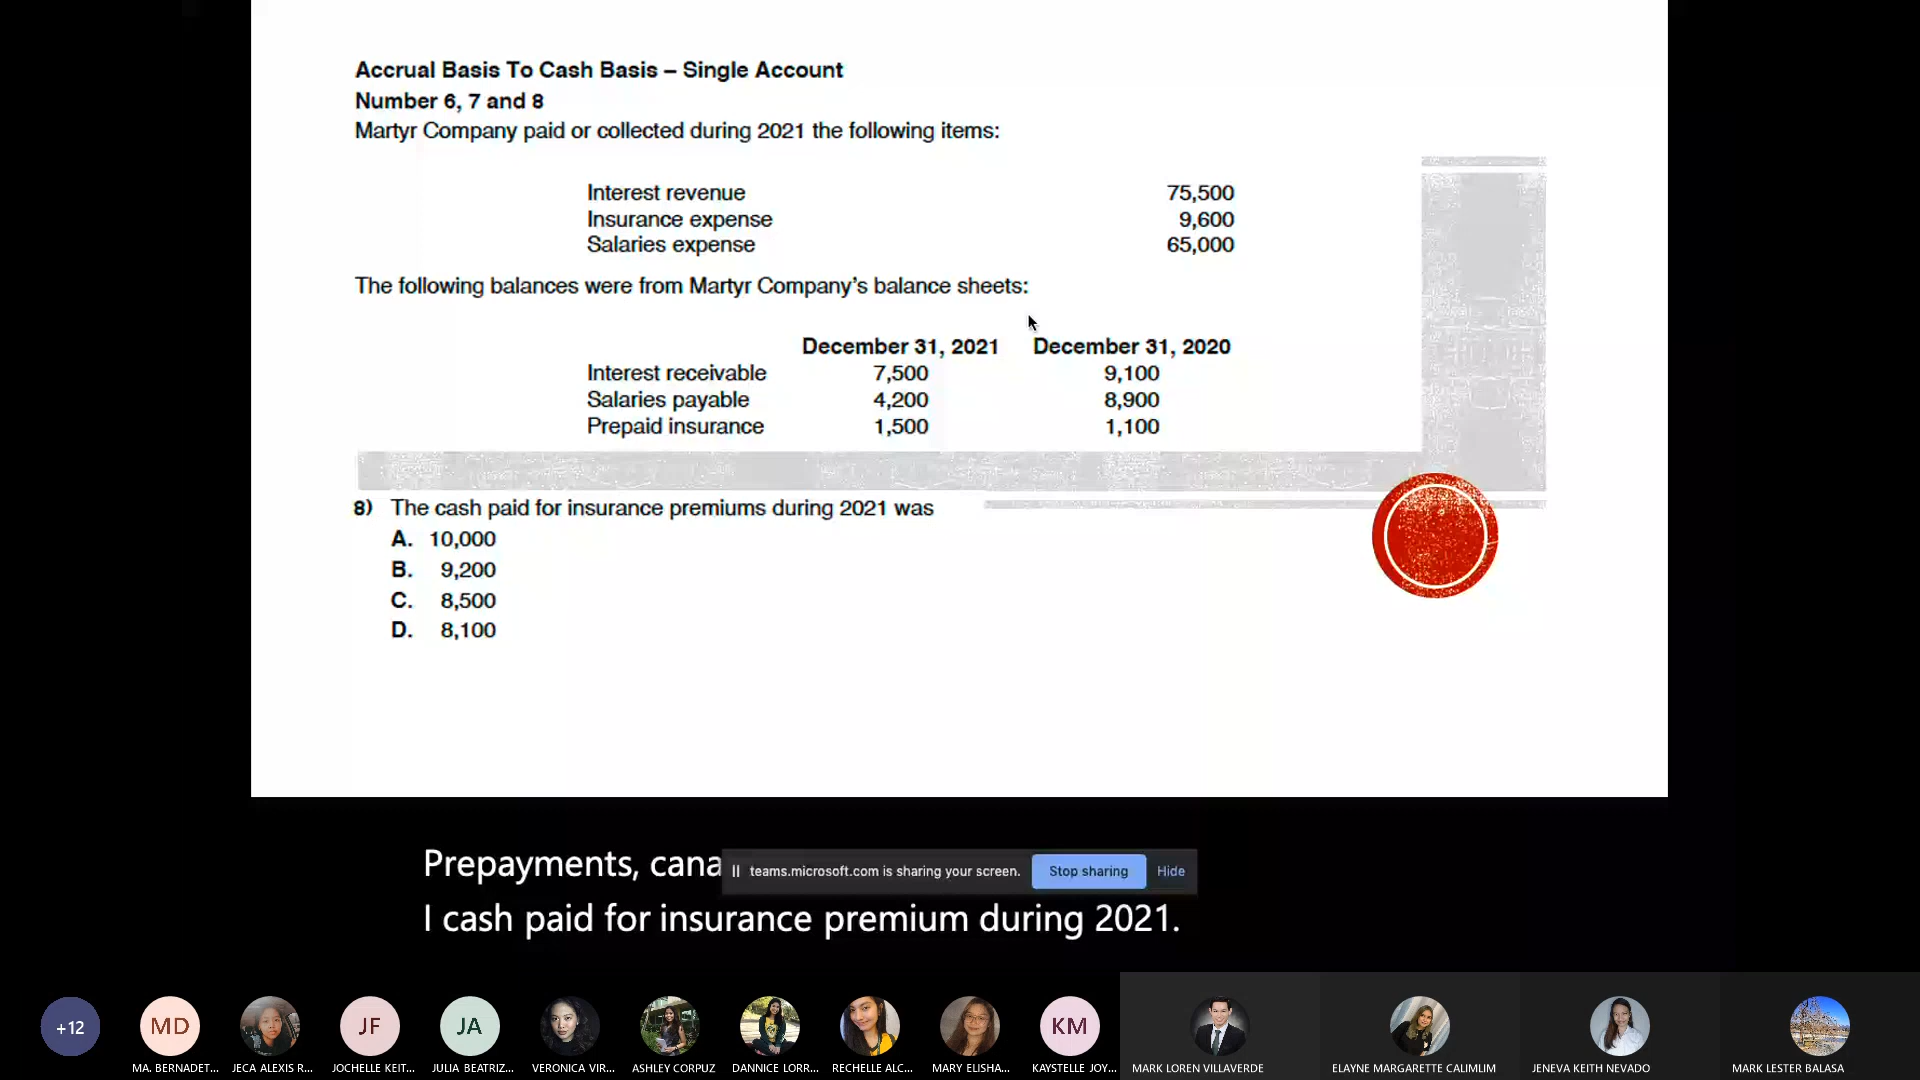 Accrual Basis To Cash Basis – Single Account
Number 6, 7 and 8
Martyr Company paid or collected during 2021 the following items:
Interest revenue 75,500
Insurance expense 9,600
Salaries expense 65,000
The following balances were from Martyr Company's balance sheets:
December 31, 2021 December 31, 2020
Interest receivable 7,500 9,100
Salaries payable 4,200 8,900
Prepaid insurance 1,500 1,100
8) The cash paid for insurance premiums during 2021 was
A. 10,000
B. 9,200
C. 8,500
D. 8,100
Prepayments, cana
teams.microsoft.com is sharing your screen. Stop sharing Hide
I cash paid for insurance premium during 2021.
+12 MD JF JA KM
MA. BERNADET... JECA ALEXIS R... JOCHELLE KEIT... JULIA BEATRIZ... VERONICA VIR... ASHLEY CORPUZ DANNICE LORR... RECHELLE ALC... MARY ELISHA... KAYSTELLE JOY... MARK LOREN VILLAVERDE ELAYNE MARGARETTE CALIMLIM JENEVA KEITH NEVADO MARK LESTER BALASA